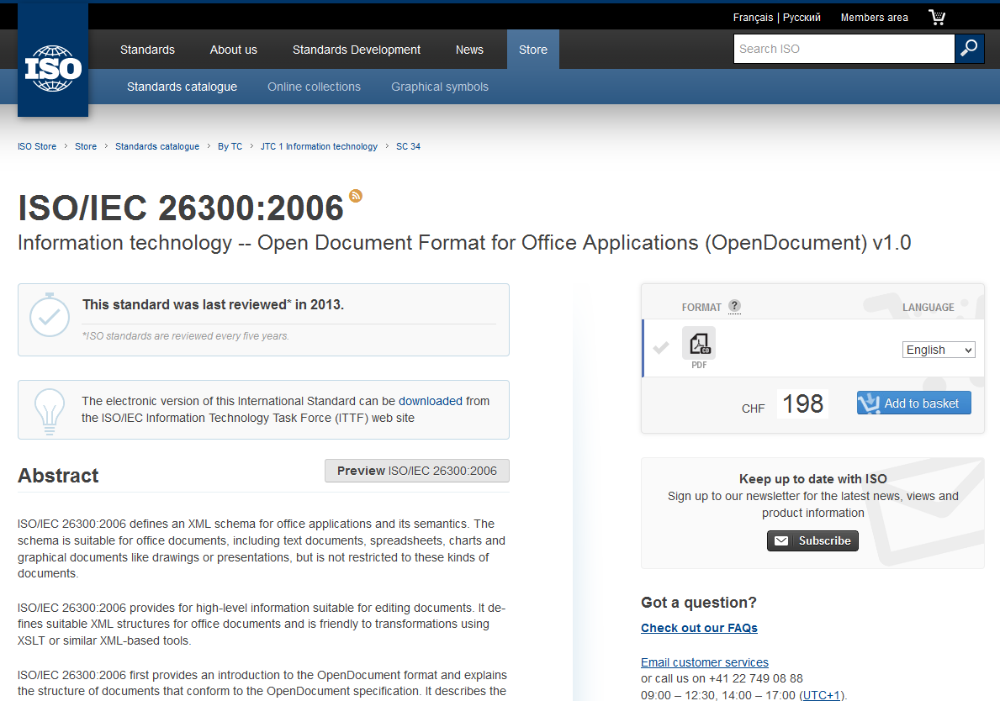 Français | Русский
Members area
ISO
Standards
About us
Standards Development
News
Store
Search ISO
Standards catalogue
Online collections
Graphical symbols
ISO Store › Store › Standards catalogue › By TC › JTC 1 Information technology › SC 34
ISO/IEC 26300:2006
Information technology -- Open Document Format for Office Applications (OpenDocument) v1.0
This standard was last reviewed* in 2013.
*ISO standards are reviewed every five years.
The electronic version of this International Standard can be downloaded from
the ISO/IEC Information Technology Task Force (ITTF) web site
Abstract
Preview ISO/IEC 26300:2006
ISO/IEC 26300:2006 defines an XML schema for office applications and its semantics. The
schema is suitable for office documents, including text documents, spreadsheets, charts and
graphical documents like drawings or presentations, but is not restricted to these kinds of
documents.
ISO/IEC 26300:2006 provides for high-level information suitable for editing documents. It de-
fines suitable XML structures for office documents and is friendly to transformations using
XSLT or similar XML-based tools.
ISO/IEC 26300:2006 first provides an introduction to the OpenDocument format and explains
the structure of documents that conform to the OpenDocument specification. It describes the
FORMAT ?
LANGUAGE
CD
PDF
English
CHF 198
Add to basket
Keep up to date with ISO
Sign up to our newsletter for the latest news, views and
product information
Subscribe
Got a question?
Check out our FAQs
Email customer services
or call us on +41 22 749 08 88
09:00 – 12:30, 14:00 – 17:00 (UTC+1).